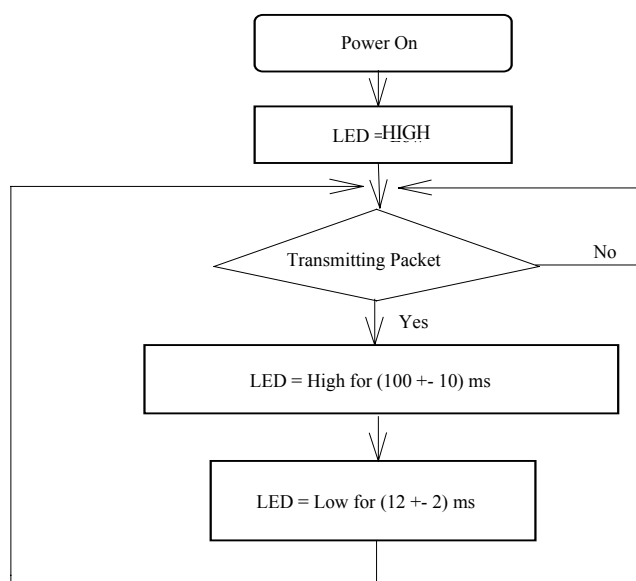 Power On
LED = HIGH
Transmitting Packet
No
Yes
LED = High for (100 +- 10) ms
LED = Low for (12 +- 2) ms